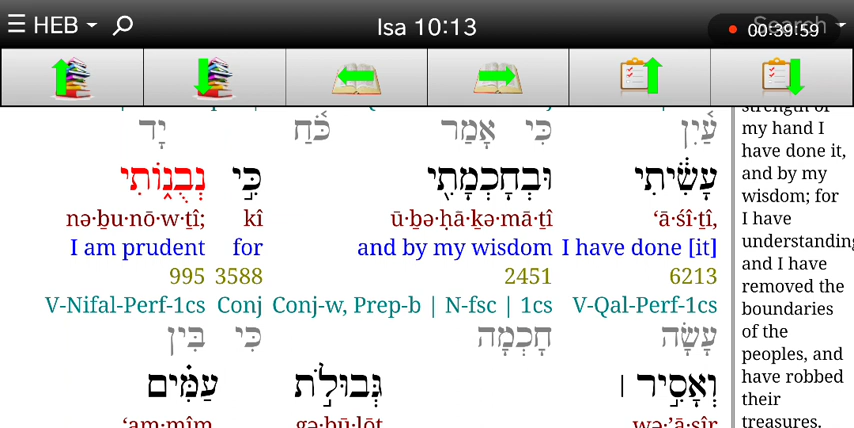 HEB
Isa 10:13
Search
00:39:59
עַ֫יִן כִּי אָמַר כֹּ֫חַ יָד
עָשִׂ֔יתִי וּבְחָכְמָתִ֖י כִּ֣י נְבֻנ֑וֹתִי
‘ā·śî·ṯî, ū·ḇə·ḥā·ḵə·mā·ṯî kî nə·ḇu·nō·w·ṯî;
I have done [it] and by my wisdom for I am prudent
6213 2451 3588 995
V-Qal-Perf-1cs Conj-w, Prep-b | N-fsc | 1cs Conj V-Nifal-Perf-1cs
עָשָׂה חָכְמָה כִּי בִּין
וְאָסִ֣יר ׀ גְּבוּלֹ֣ת עַמִּ֗ים
wə·’ā·sîr gə·ḇū·lōṯ ‘am·mîm
strength of
my hand I
have done it,
and by my
wisdom; for
I have
understanding
and I have
removed the
boundaries
of the
peoples, and
have robbed
their
treasures.